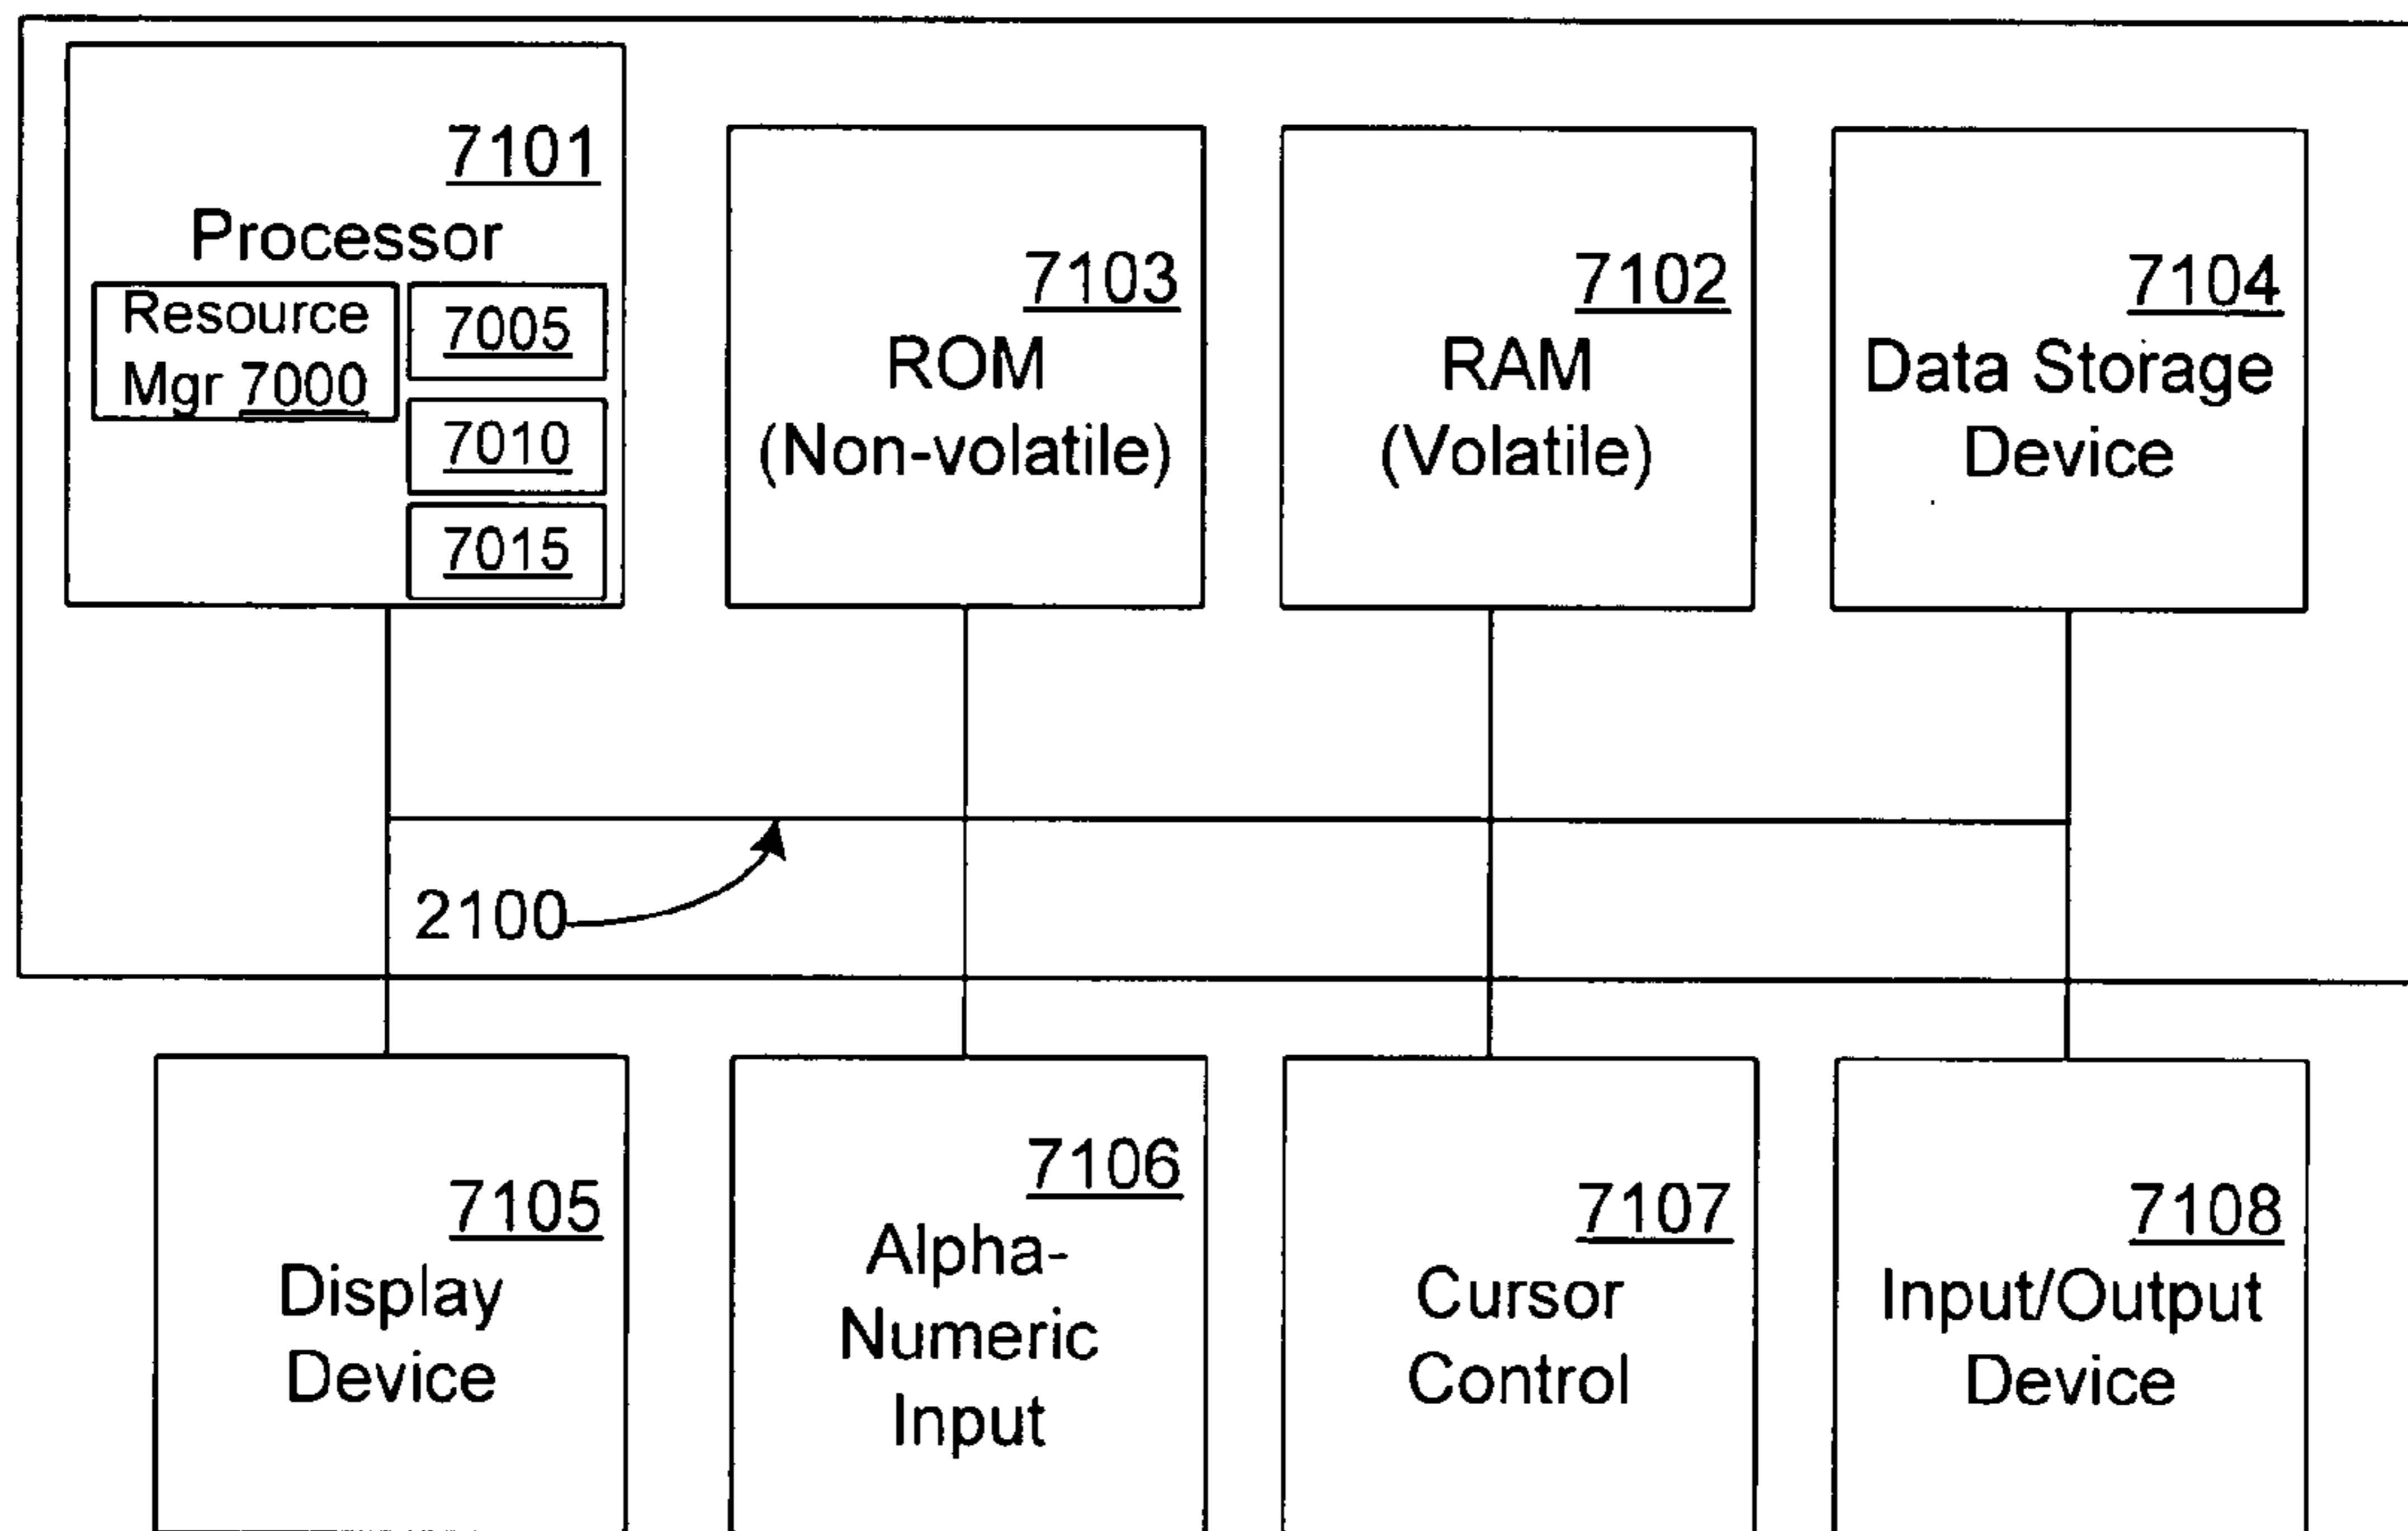 7101
Processor
Resource
Mgr 7000
7005
7010
7015
7103
ROM
(Non-volatile)
7102
RAM
(Volatile)
7104
Data Storage
Device
2100
7105
Display
Device
7106
Alpha-
Numeric
Input
7107
Cursor
Control
7108
Input/Output
Device